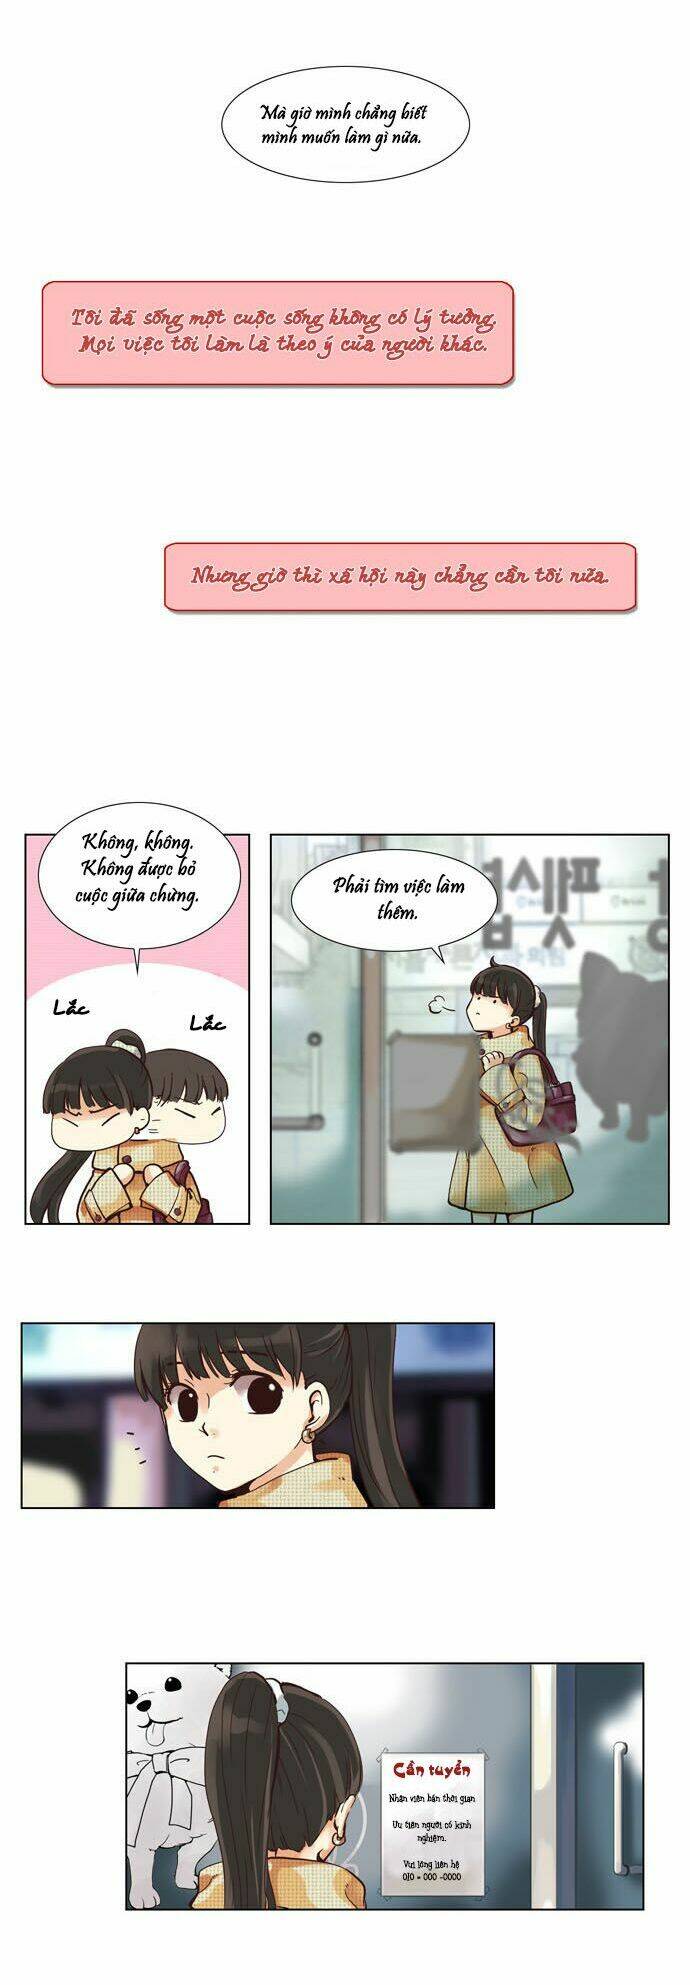 Mà giờ mình chẳng biết
mình muốn làm gì nữa.
Tôi đã sống một cuộc sống không có lý tưởng.
Mọi việc tôi làm là theo ý của người khác.
Nhưng giờ thì xã hội này chẳng cần tôi nữa.
Không, không.
Không được bỏ
cuộc giữa chừng.
Lắc
Lắc
Phải tìm việc làm
thêm.
Cần tuyển
Nhân viên bán thời gian
Ưu tiên người có kinh
nghiệm.
Vui lòng liên hệ
010 - 000 -0000